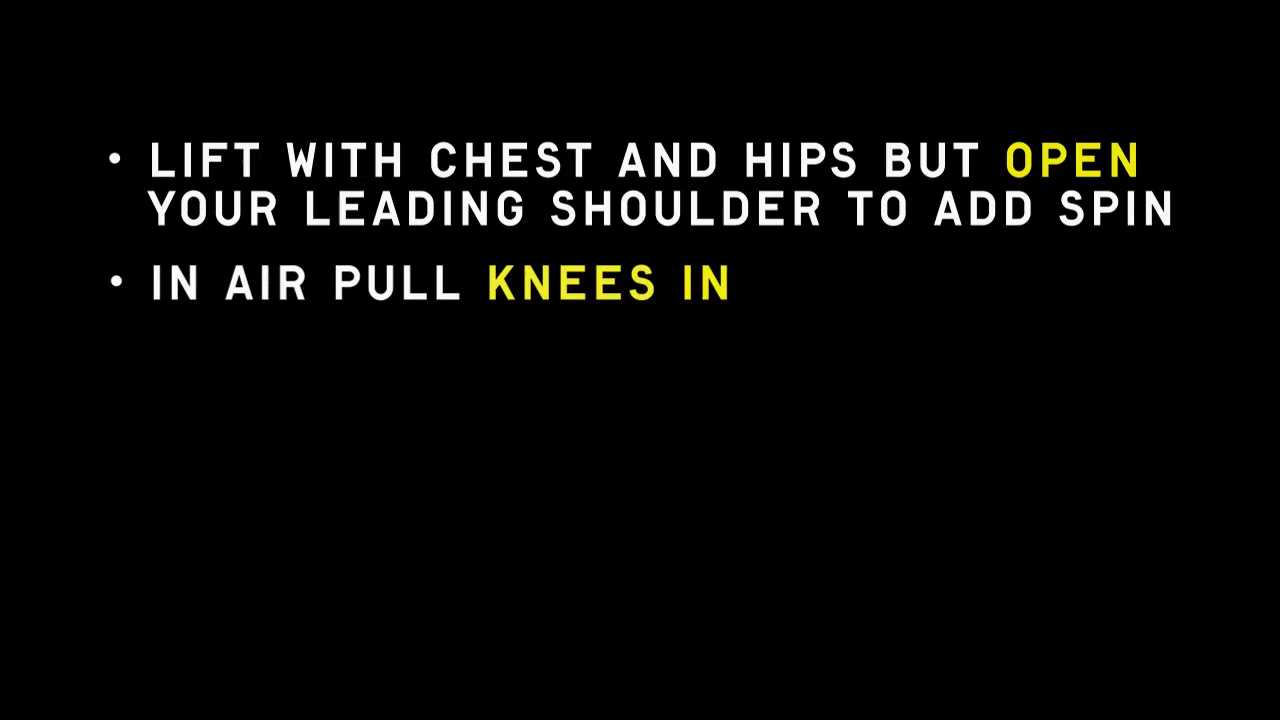 • LIFT WITH CHEST AND HIPS BUT OPEN
YOUR LEADING SHOULDER TO ADD SPIN
• IN AIR PULL KNEES IN